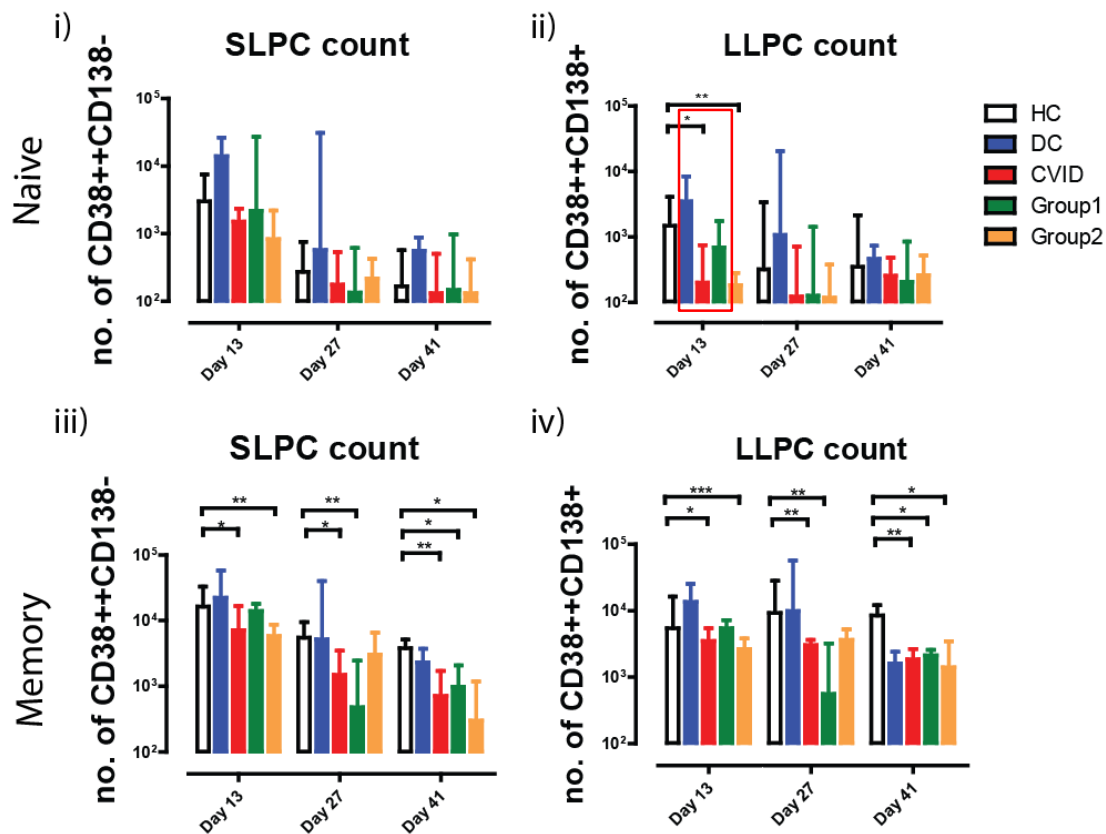 i)
SLPC count
no. of CD38++CD138-
10⁵
10⁴
10³
10²
Day 13
Day 27
Day 41
Naive
ii)
LLPC count
no. of CD38++CD138+
10⁵
10⁴
10³
10²
**
*
Day 13
Day 27
Day 41
HC
DC
CVID
Group1
Group2
iii)
SLPC count
no. of CD38++CD138-
10⁵
10⁴
10³
10²
**
*
**
*
*
*
**
Day 13
Day 27
Day 41
Memory
iv)
LLPC count
no. of CD38++CD138+
10⁵
10⁴
10³
10²
***
*
**
**
*
*
**
Day 13
Day 27
Day 41